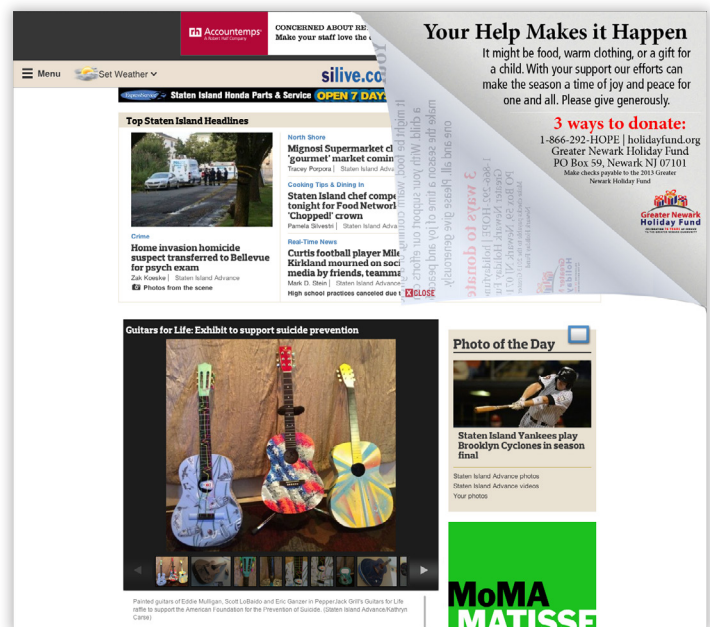 rh Accountemps
A Robert Half Company
CONCERNED ABOUT RE
Make your staff love the
Your Help Makes it Happen
It might be food, warm clothing, or a gift for
a child. With your support our efforts can
make the season a time of joy and peace for
one and all. Please give generously.
3 ways to donate:
1-866-292-HOPE | holidayfund.org
Greater Newark Holiday Fund
PO Box 59, Newark NJ 07101
Make checks payable to the 2013 Greater
Newark Holiday Fund
Greater Newark
Holiday Fund
Menu
Set Weather
silive.co
Staten Island Honda Parts & Service OPEN 7 DAYS
Top Staten Island Headlines
Crime
Home invasion homicide
suspect transferred to Bellevue
for psych exam
Zak Koeske | Staten Island Advance
Photos from the scene
North Shore
Mignosi Supermarket cl
'gourmet' market comin
Tracey Porpora | Staten Island Adva
Cooking Tips & Dining In
Staten Island chef compe
tonight for Food Networ
'Chopped!' crown
Pamela Silvestri | Staten Island Adva
Real-Time News
Curtis football player Mile
Kirkland mourned on soci
media by friends, teamma
Mark D. Stein | Staten Island Advance
High school practices canceled due t
X CLOSE
Guitars for Life: Exhibit to support suicide prevention
Painted guitars of Eddie Mulligan, Scott LoBaido and Eric Ganzer in PepperJack Grill's Guitars for Life
raffle to support the American Foundation for the Prevention of Suicide. (Staten Island Advance/Kathryn
Carse)
Photo of the Day
Staten Island Yankees play
Brooklyn Cyclones in season
final
Staten Island Advance photos
Staten Island Advance videos
Your photos
MoMA
MATISSE